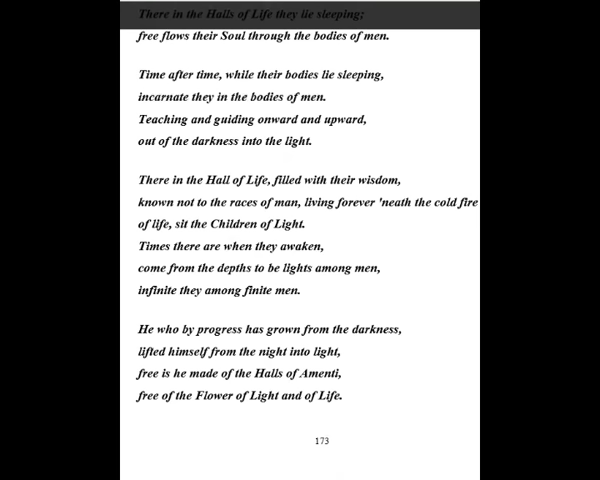 There in the Halls of Life they lie sleeping;
free flows their Soul through the bodies of men.
Time after time, while their bodies lie sleeping,
incarnate they in the bodies of men.
Teaching and guiding onward and upward,
out of the darkness into the light.
There in the Hall of Life, filled with their wisdom,
known not to the races of man, living forever 'neath the cold fire
of life, sit the Children of Light.
Times there are when they awaken,
come from the depths to be lights among men,
infinite they among finite men.
He who by progress has grown from the darkness,
lifted himself from the night into light,
free is he made of the Halls of Amenti,
free of the Flower of Light and of Life.
173